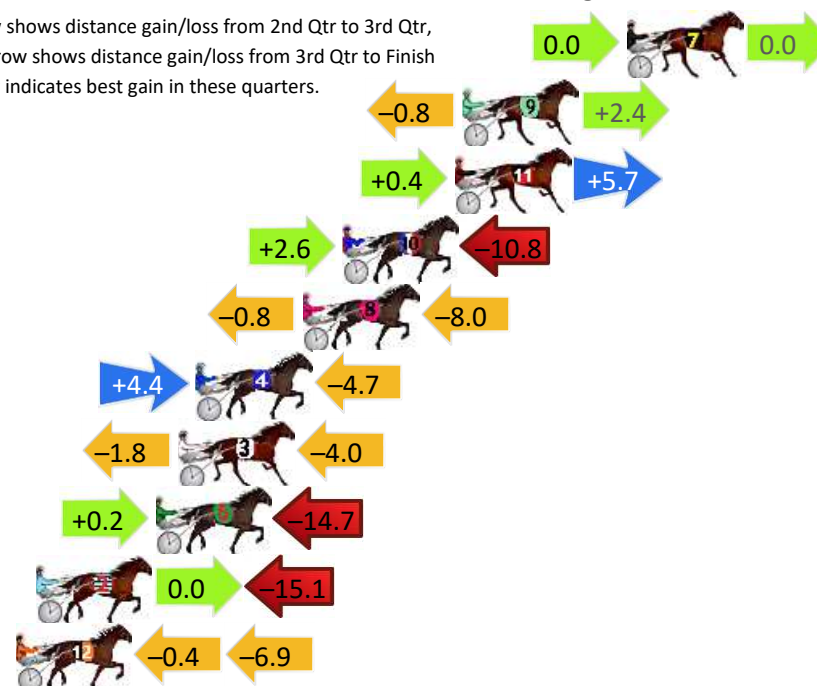 shows distance gain/loss from 2nd Qtr to 3rd Qtr,
row shows distance gain/loss from 3rd Qtr to Finish
indicates best gain in these quarters.
0.0 7 0.0
–0.8 9 +2.4
+0.4 11 +5.7
+2.6 10 –10.8
–0.8 8 –8.0
+4.4 4 –4.7
–1.8 3 –4.0
+0.2 –14.7
2 0.0 –15.1
12 –0.4 –6.9